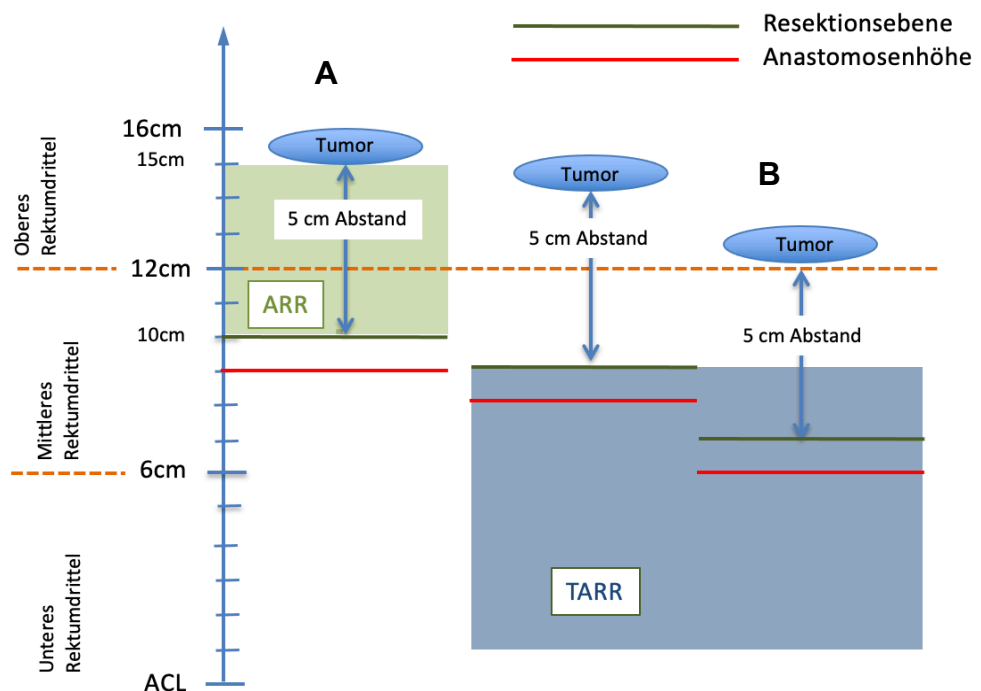 Resektionsebene
Anastomosenhöhe
A
16cm
15cm
Tumor
Tumor
B
5 cm Abstand
5 cm Abstand
Tumor
Oberes
Rektumdrittel
12cm
ARR
10cm
5 cm Abstand
Mittleres
Rektumdrittel
6cm
TARR
Unteres
Rektumdrittel
ACL